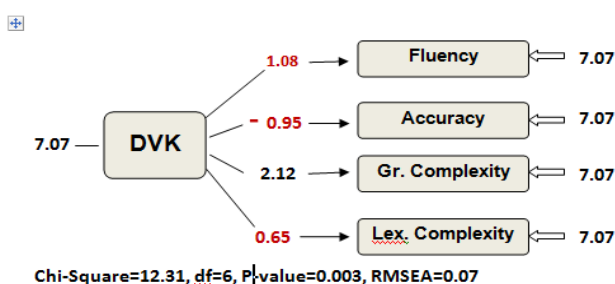 Fluency
1.08
7.07
- 0.95
Accuracy
7.07
7.07
DVK
2.12
Gr. Complexity
7.07
0.65
Lex. Complexity
7.07
Chi-Square=12.31, df=6, P-value=0.003, RMSEA=0.07